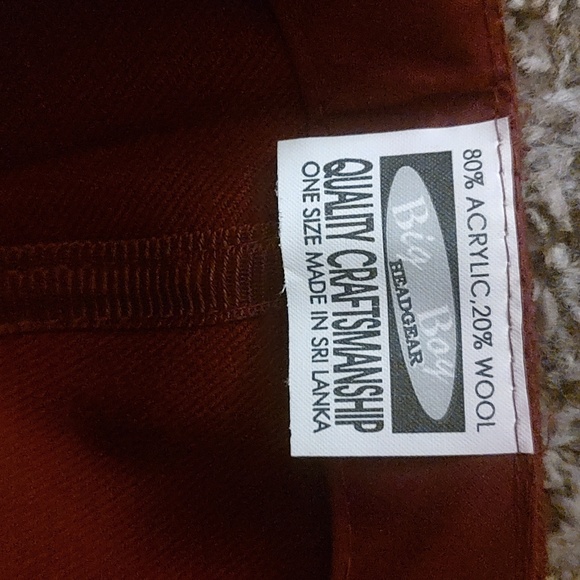 80% ACRYLIC,20% WOOL
Big Boy
HEADGEAR
QUALITY CRAFTSMANSHIP
ONE SIZE MADE IN SRI LANKA